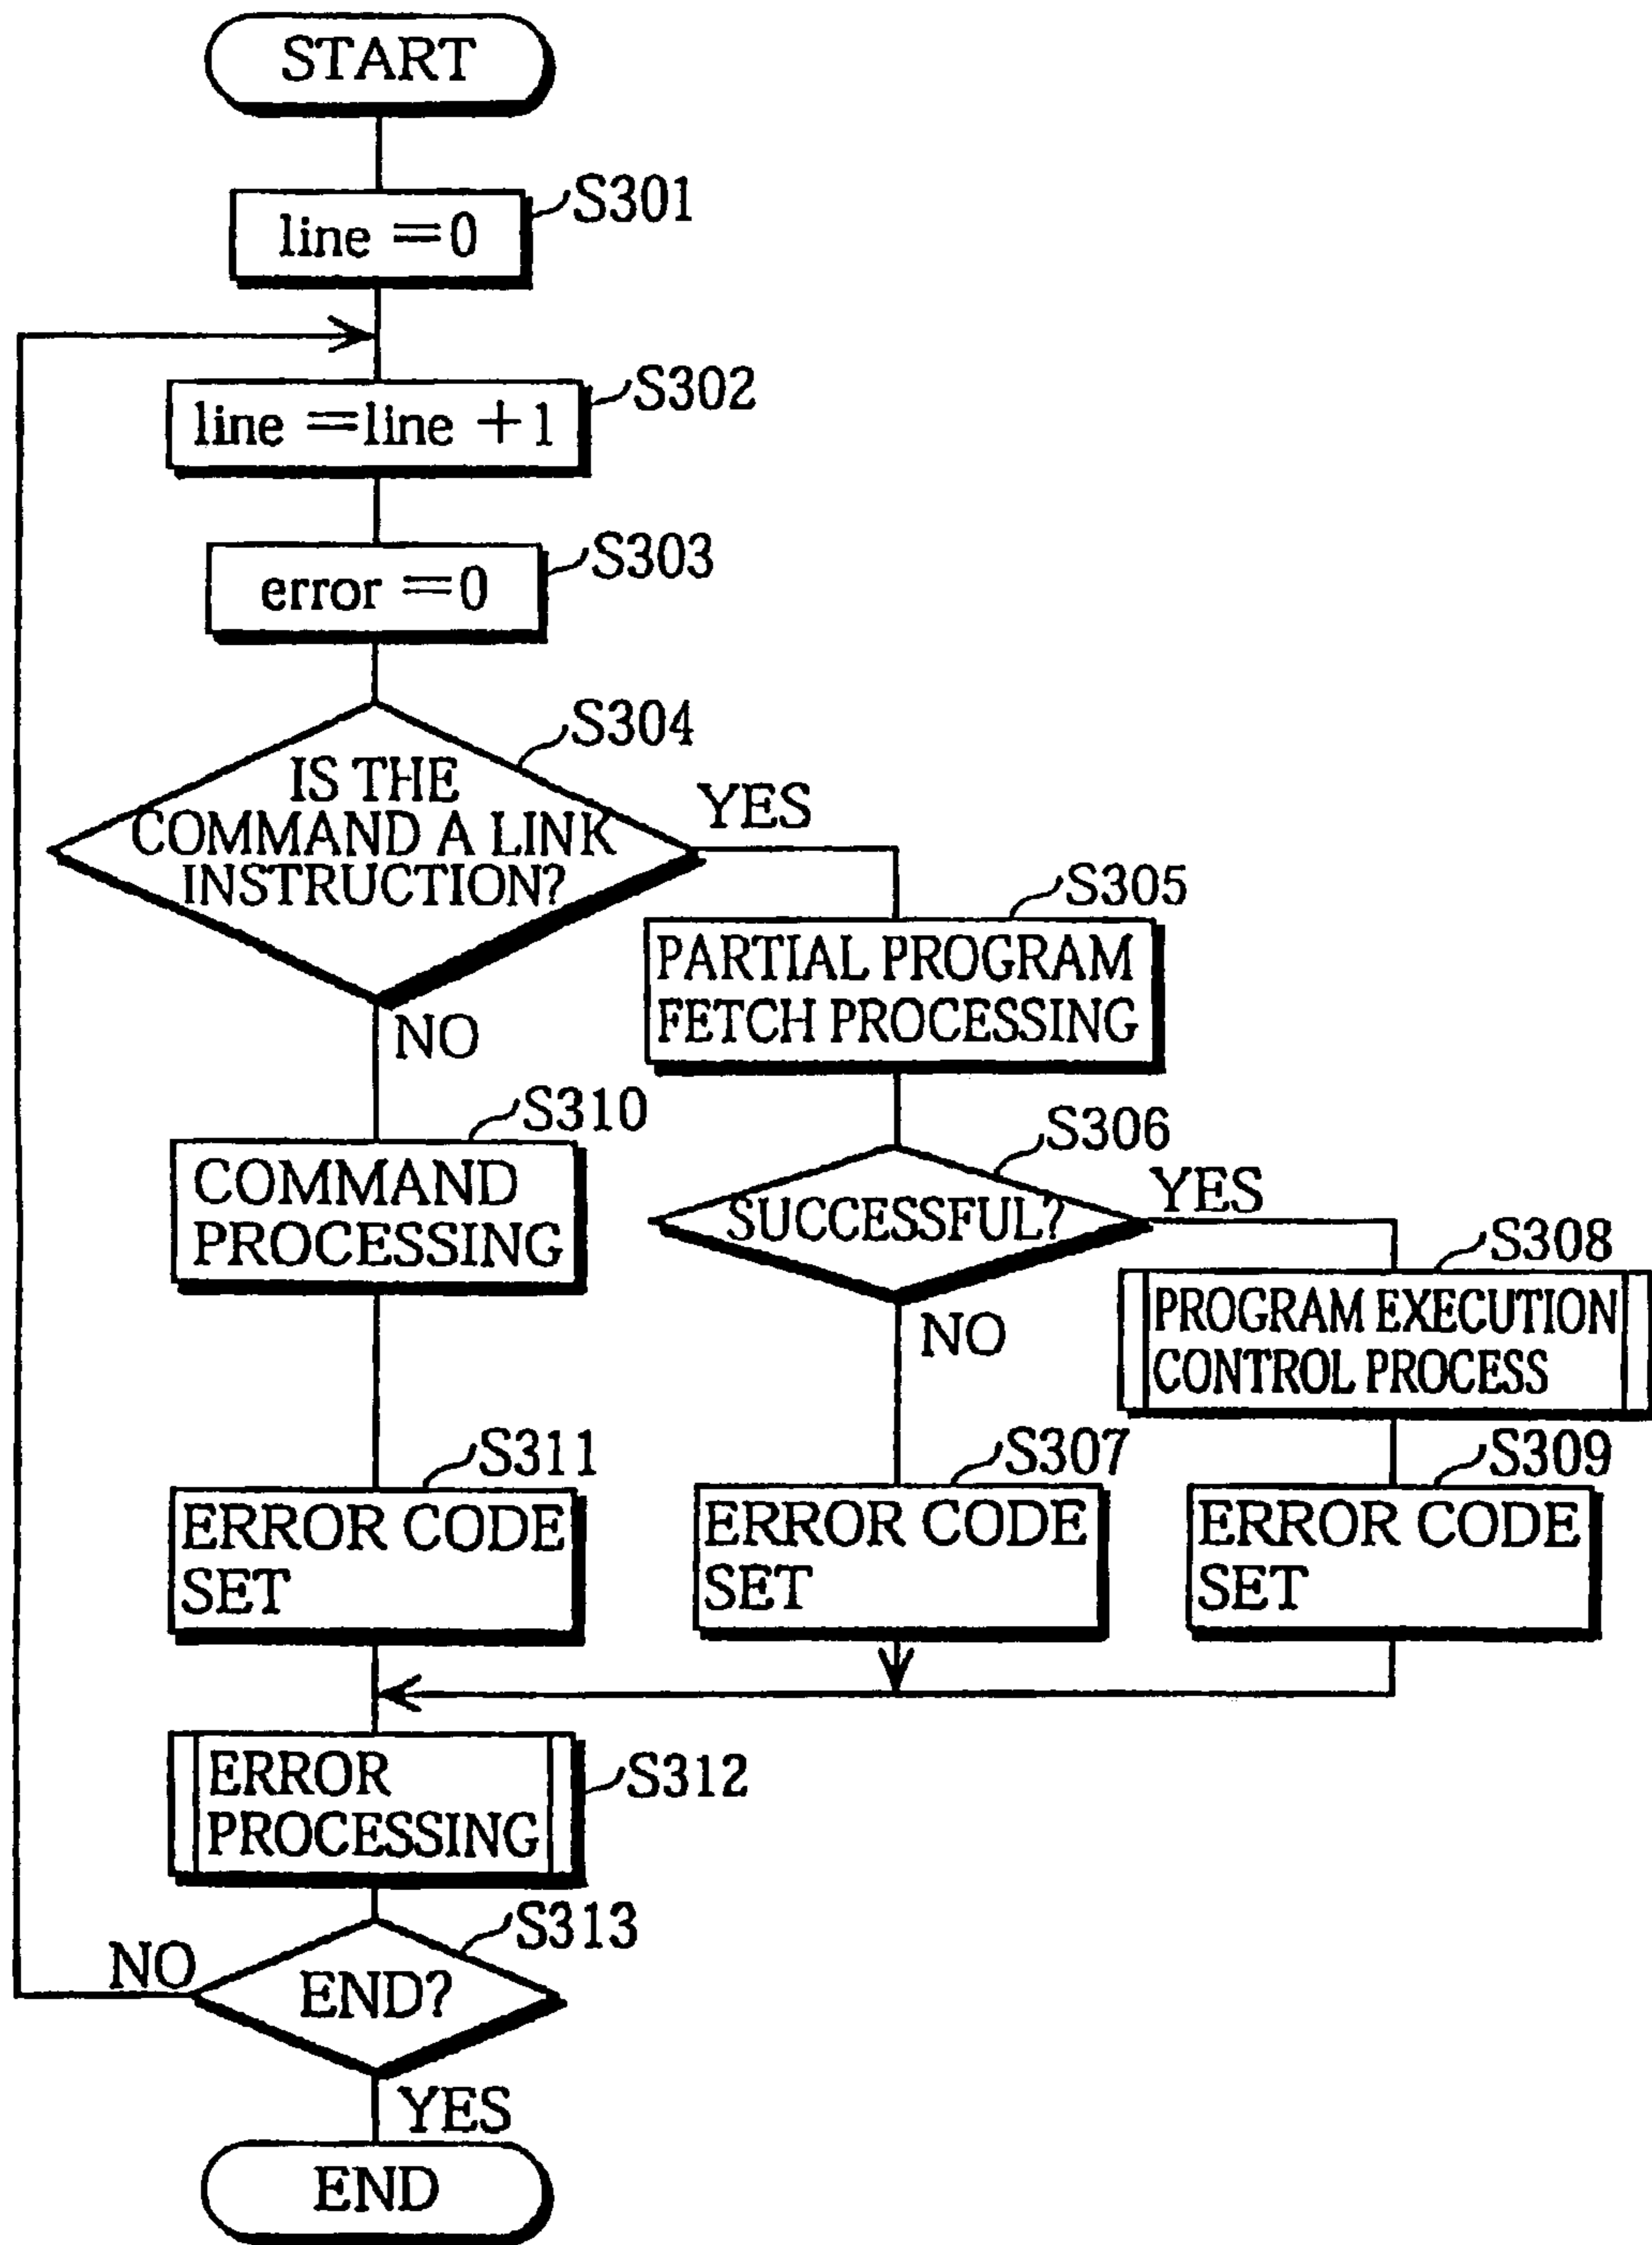 START
S301
line =0
S302
line =line +1
S303
error =0
S304
IS THE
COMMAND A LINK
INSTRUCTION?
YES
NO
S305
PARTIAL PROGRAM
FETCH PROCESSING
S306
SUCCESSFUL?
YES
NO
S308
PROGRAM EXECUTION
CONTROL PROCESS
S310
COMMAND
PROCESSING
S311
ERROR CODE
SET
S307
ERROR CODE
SET
S309
ERROR CODE
SET
S312
ERROR
PROCESSING
S313
END?
NO
YES
END